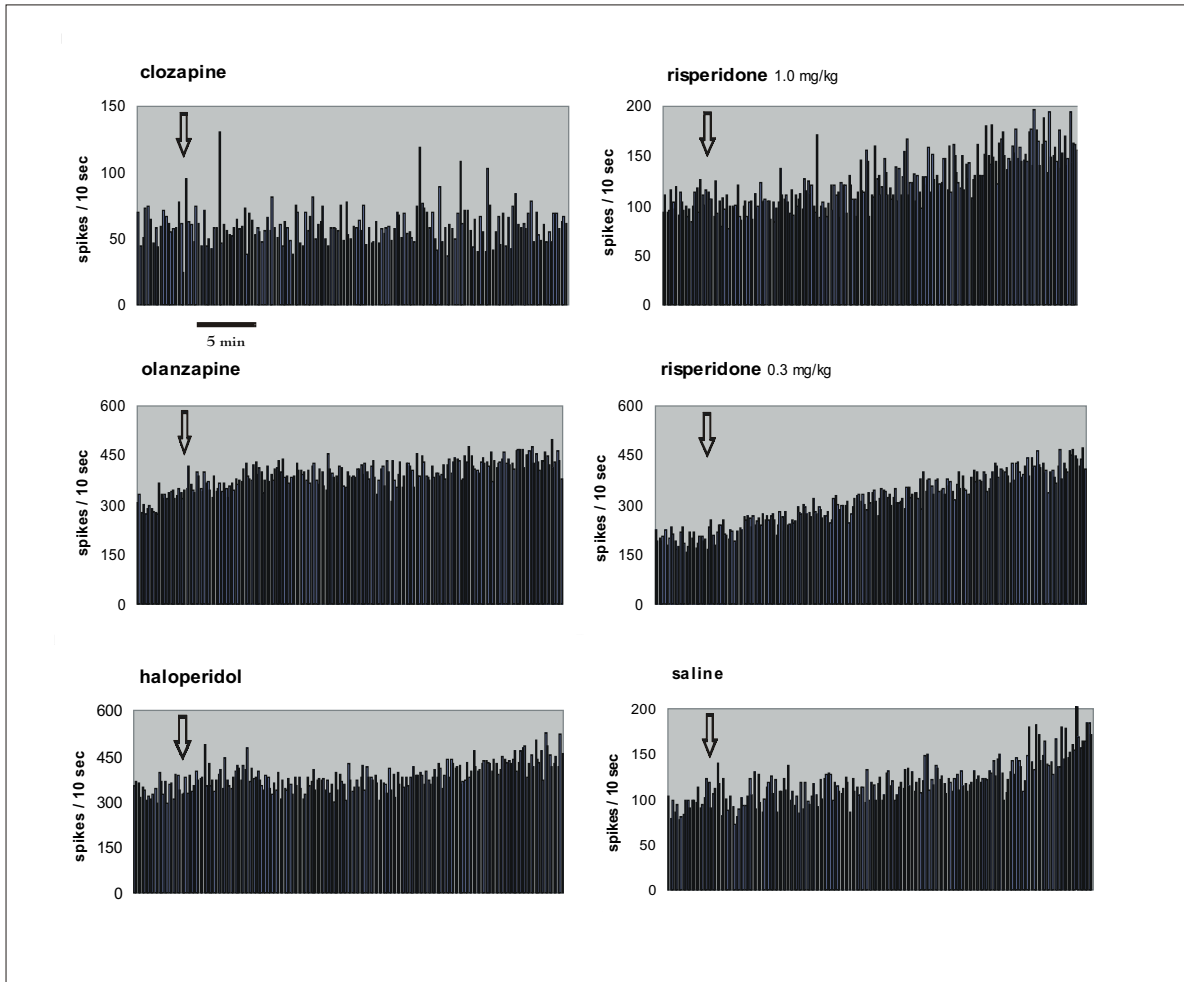 clozapine
150
100
50
0
spikes / 10 sec
5 min
risperidone 1.0 mg/kg
200
150
100
50
0
spikes / 10 sec
olanzapine
600
450
300
150
0
spikes / 10 sec
risperidone 0.3 mg/kg
600
450
300
150
0
spikes / 10 sec
haloperidol
600
450
300
150
0
spikes / 10 sec
saline
200
150
100
50
0
spikes / 10 sec